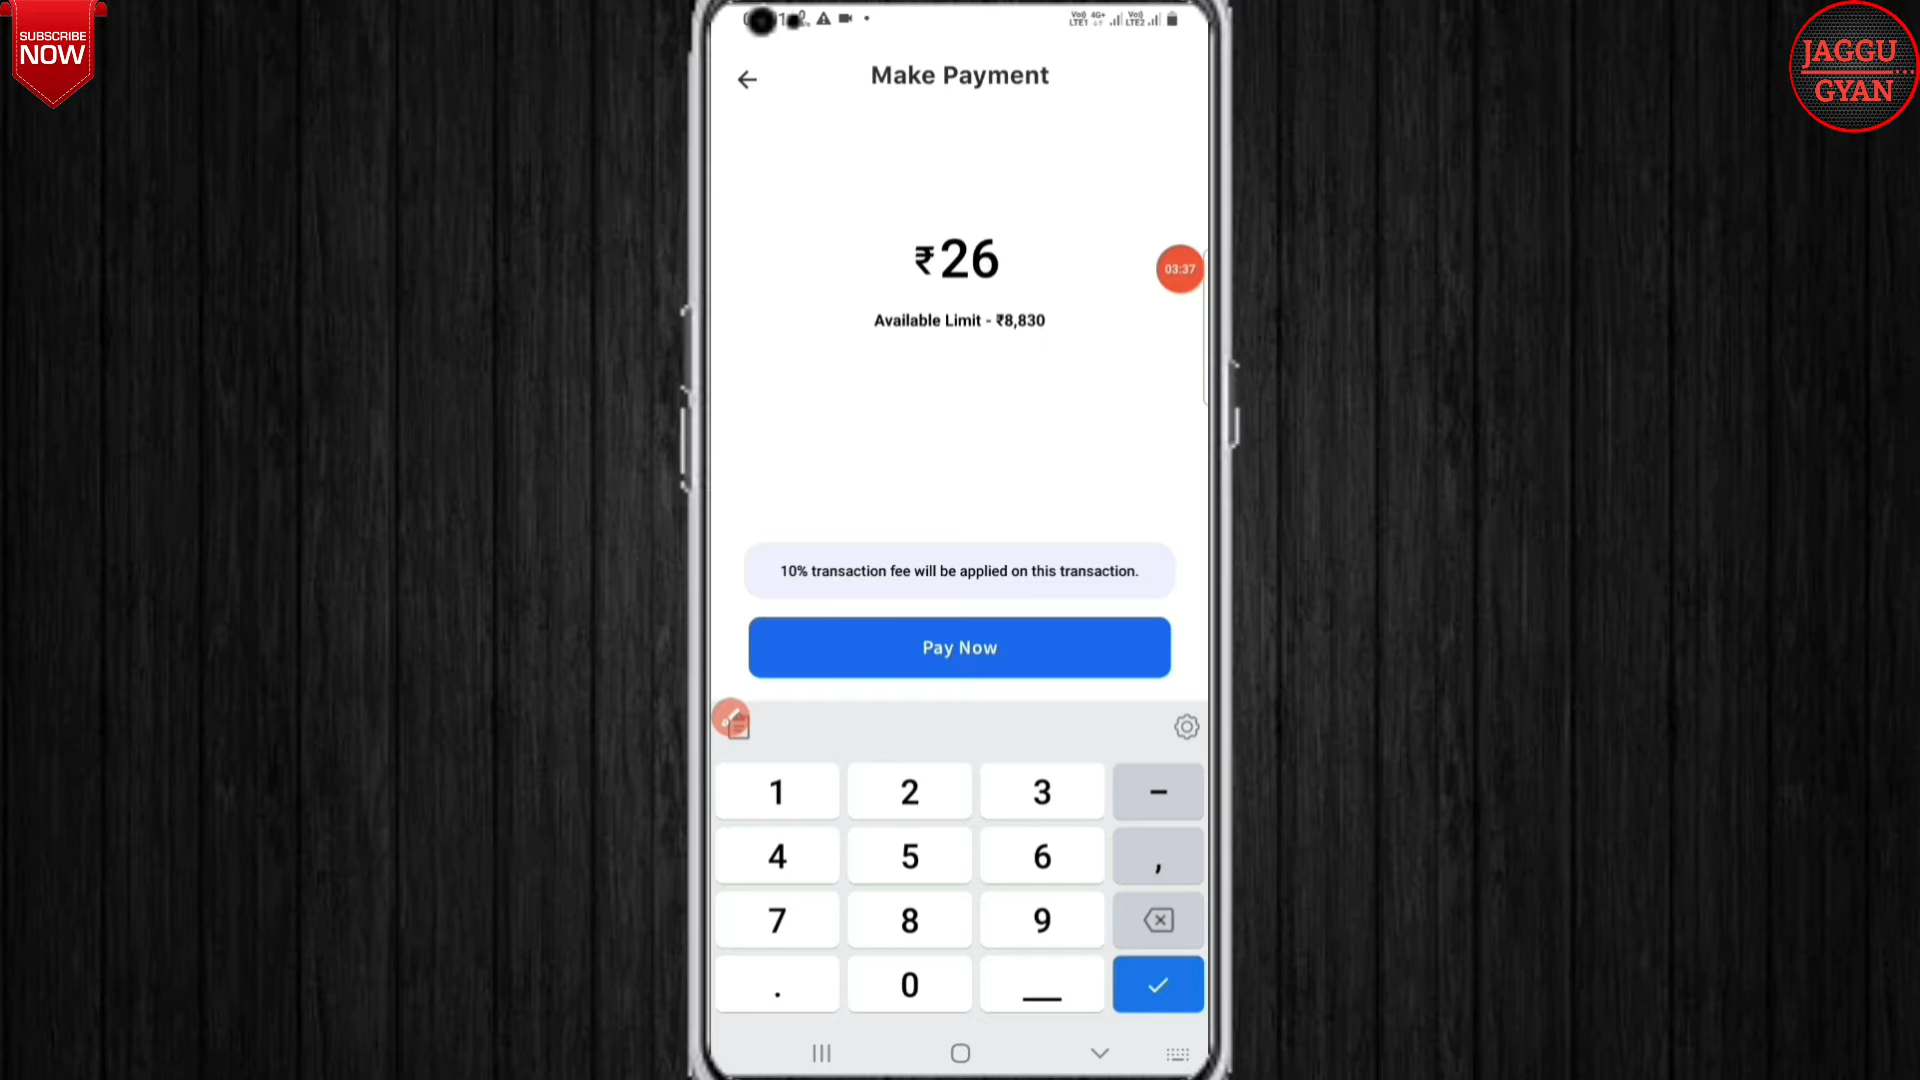 SUBSCRIBE
NOW
JAGGU
GYAN
Make Payment
₹26
03:37
Available Limit - ₹8,830
10% transaction fee will be applied on this transaction.
Pay Now
1 2 3 -
4 5 6 ,
7 8 9
. 0